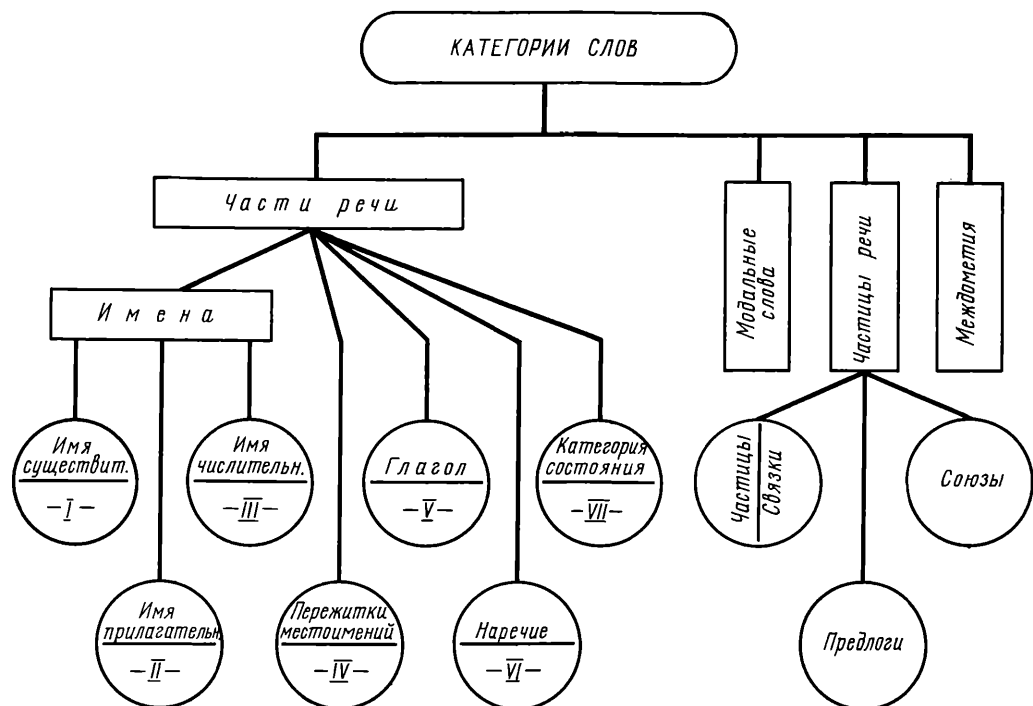 КАТЕГОРИИ СЛОВ
Части речи
Имена
Модальные
слова
Частицы речи
Междометия
Имя
существит.
–I–
Имя
числительн.
–III–
Глагол
–V–
Категория
состояния
–VII–
Частицы
Связки
Союзы
Имя
прилагательн.
–II–
Пережитки
местоимений
–IV–
Наречие
–VI–
Предлоги